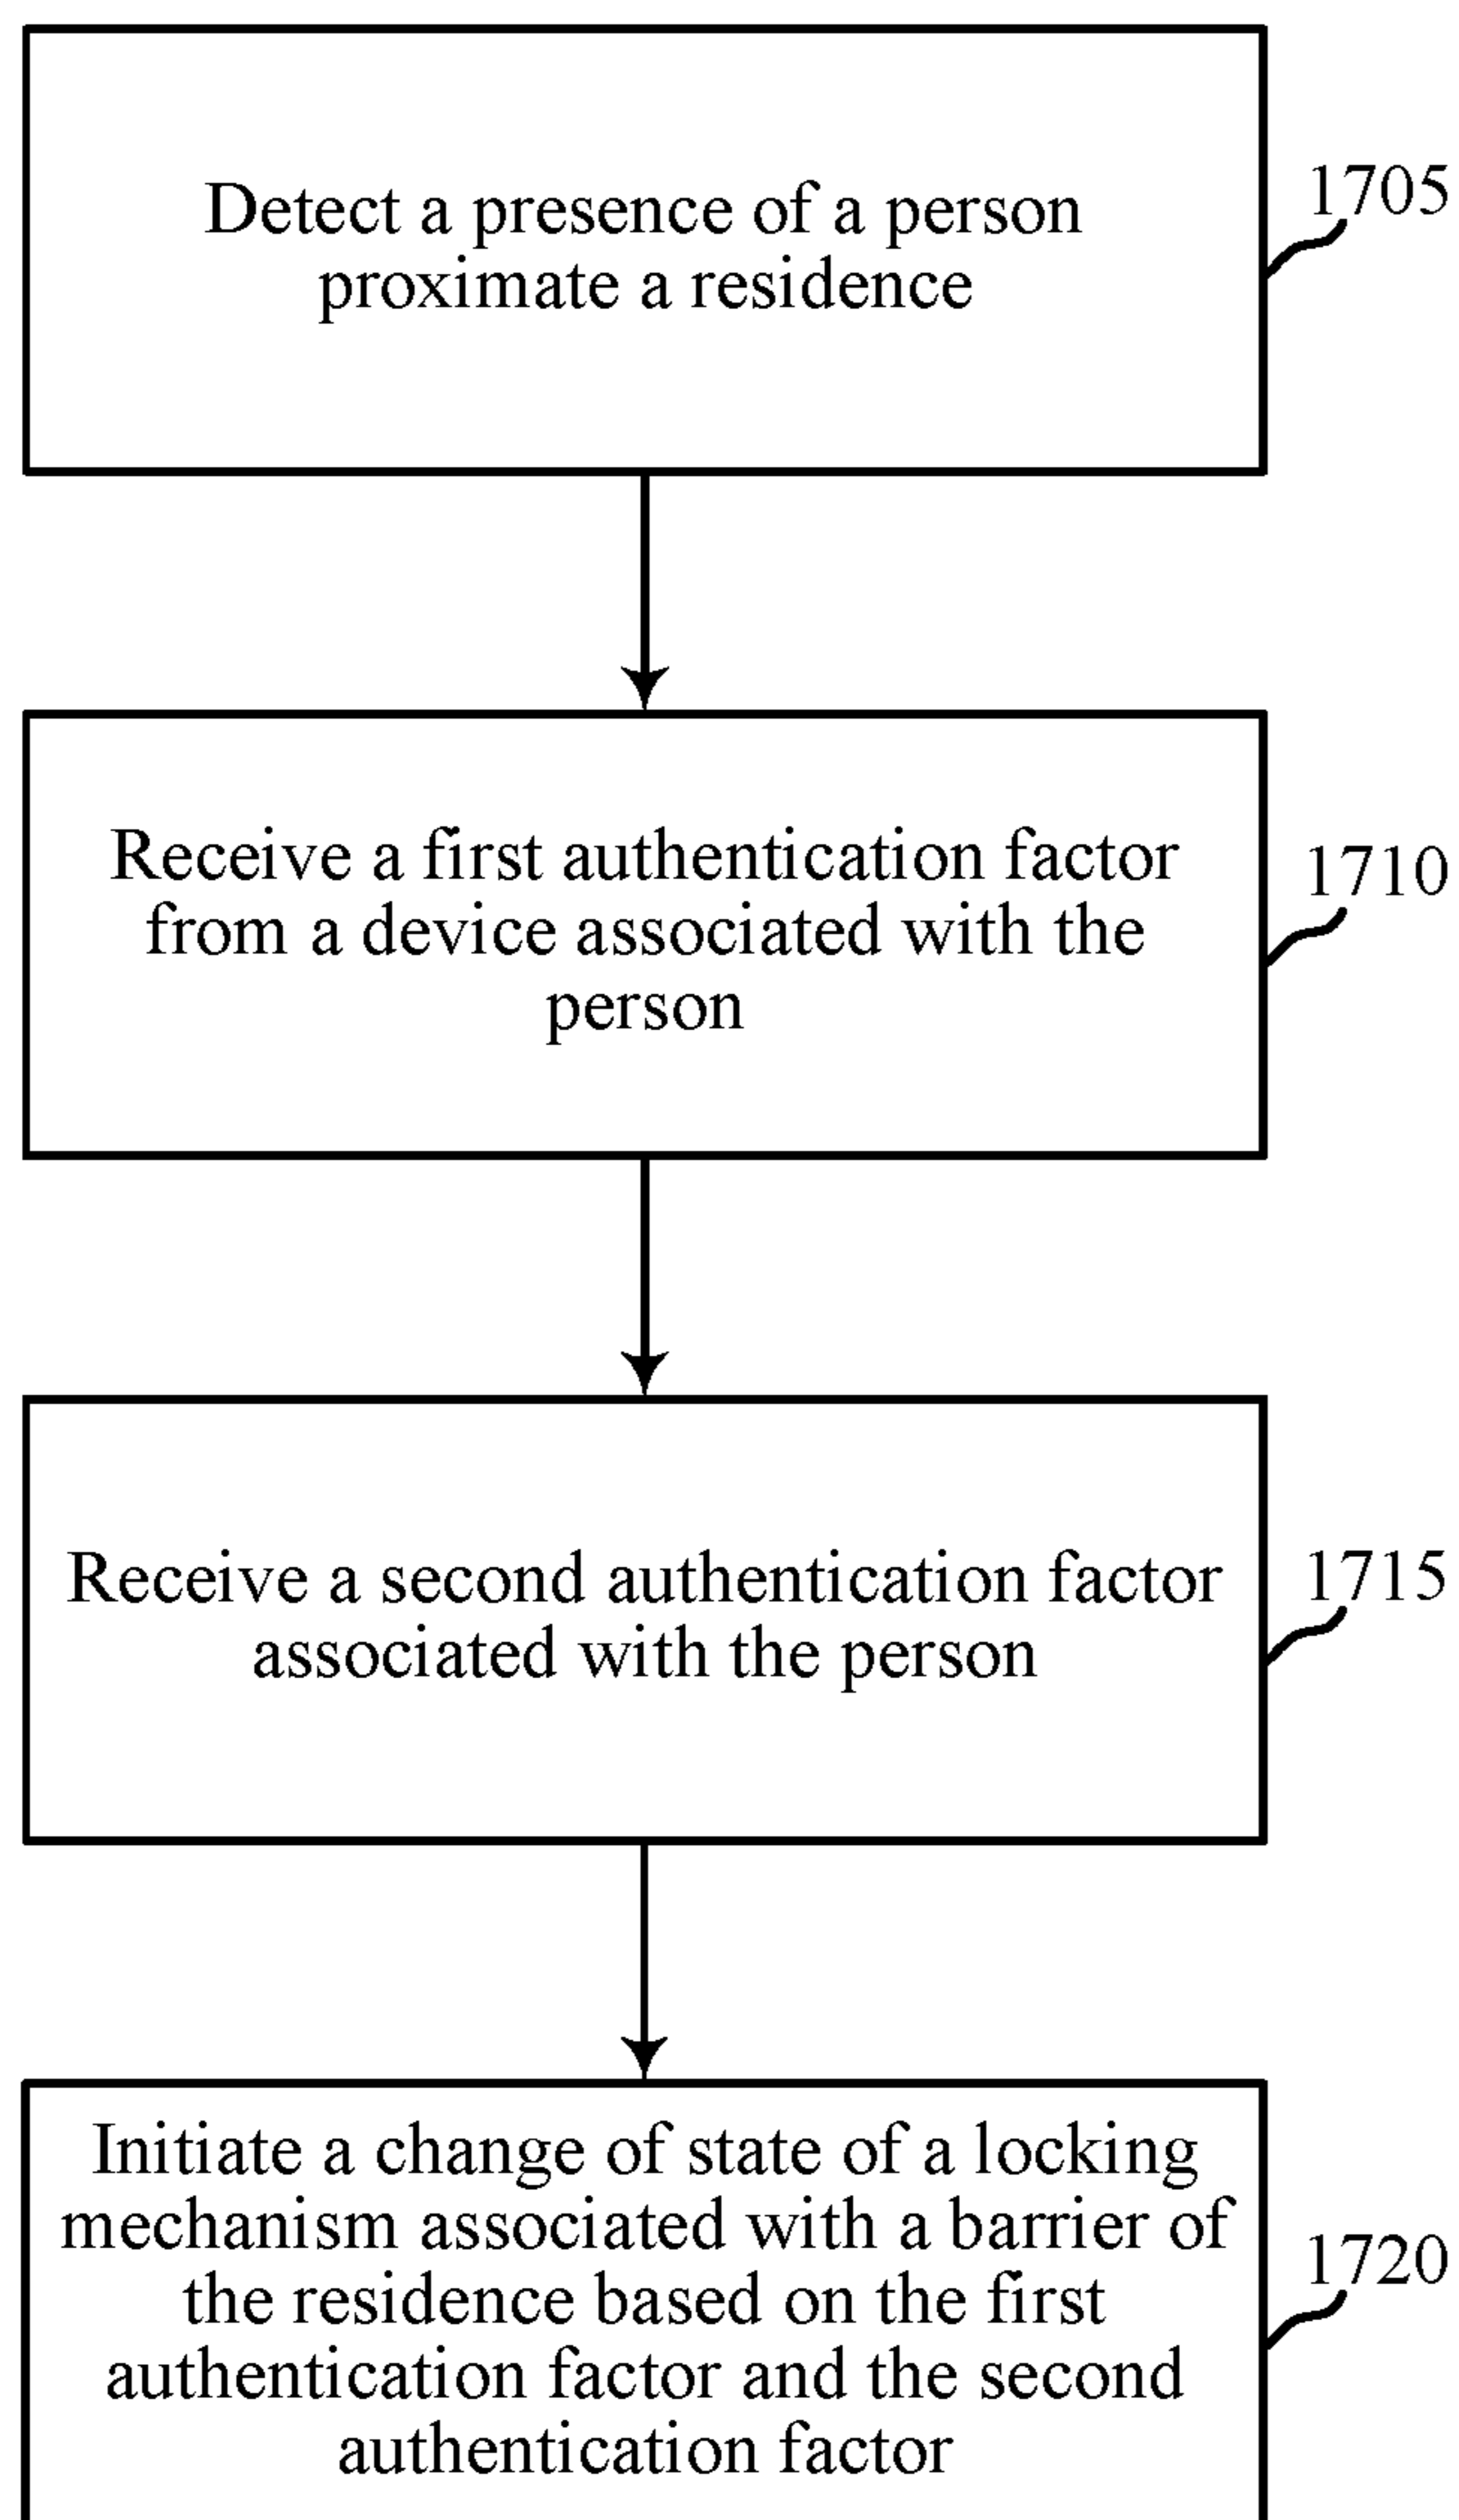 Detect a presence of a person
proximate a residence
1705
Receive a first authentication factor
from a device associated with the
person
1710
Receive a second authentication factor
associated with the person
1715
Initiate a change of state of a locking
mechanism associated with a barrier of
the residence based on the first
authentication factor and the second
authentication factor
1720